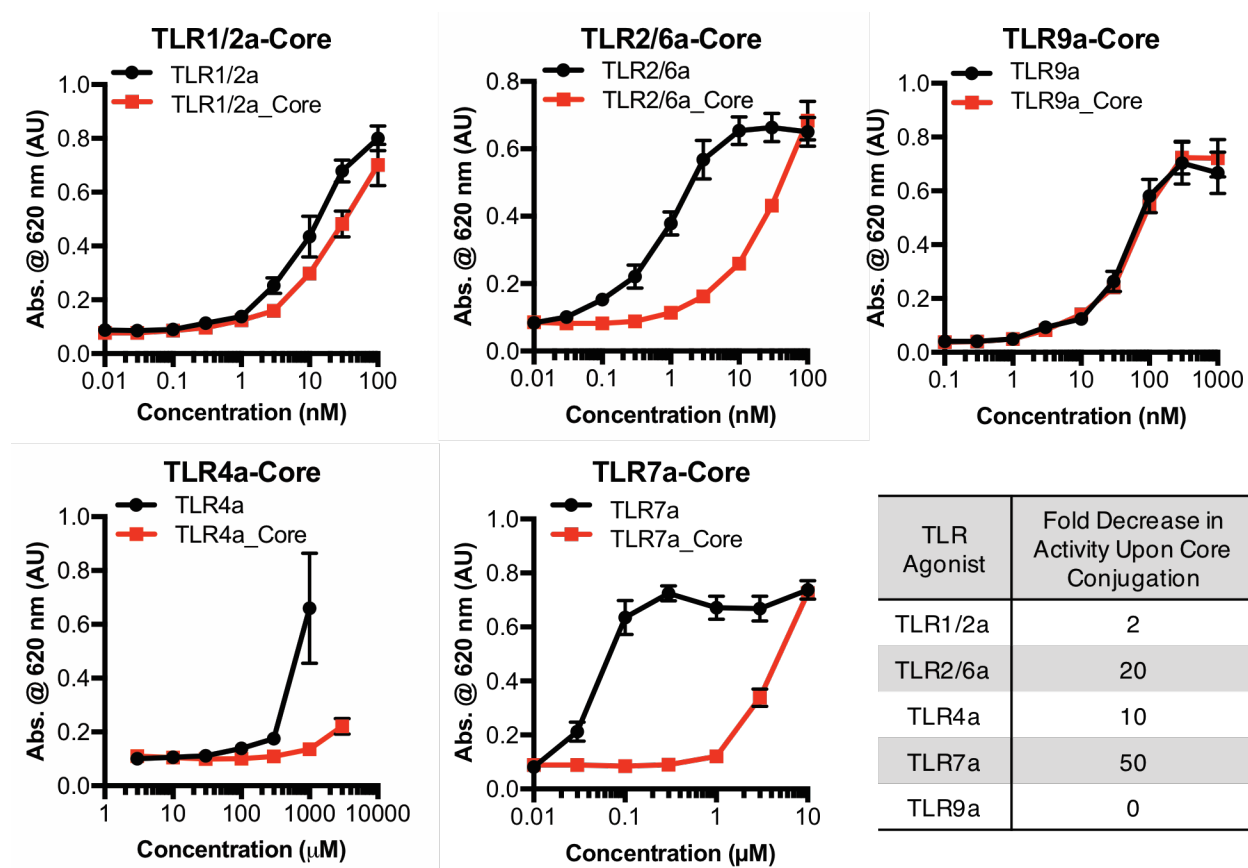 TLR1/2a-Core
TLR1/2a
TLR1/2a_Core
Abs. @ 620 nm (AU)
1.0
0.8
0.6
0.4
0.2
0.0
0.01 0.1 1 10 100
Concentration (nM)
TLR2/6a-Core
TLR2/6a
TLR2/6a_Core
Abs. @ 620 nm (AU)
0.8
0.6
0.4
0.2
0.0
0.01 0.1 1 10 100
Concentration (nM)
TLR9a-Core
TLR9a
TLR9a_Core
Abs. @ 620 nm (AU)
1.0
0.8
0.6
0.4
0.2
0.0
0.1 1 10 100 1000
Concentration (nM)
TLR4a-Core
TLR4a
TLR4a_Core
Abs. @ 620 nm (AU)
1.0
0.8
0.6
0.4
0.2
0.0
1 10 100 1000 10000
Concentration (μM)
TLR7a-Core
TLR7a
TLR7a_Core
Abs. @ 620 nm (AU)
1.0
0.8
0.6
0.4
0.2
0.0
0.01 0.1 1 10
Concentration (µM)
TLR
Agonist
Fold Decrease in
Activity Upon Core
Conjugation
TLR1/2a 2
TLR2/6a 20
TLR4a 10
TLR7a 50
TLR9a 0